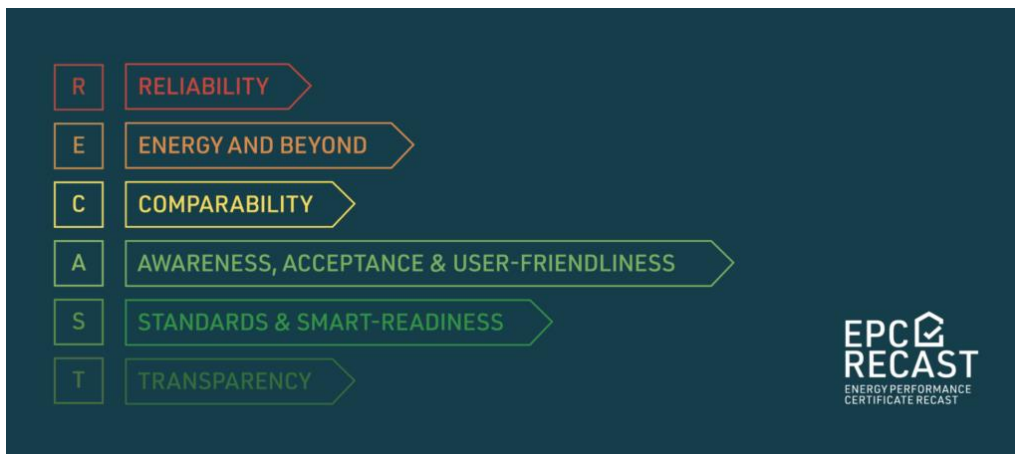 R RELIABILITY
E ENERGY AND BEYOND
C COMPARABILITY
A AWARENESS, ACCEPTANCE & USER-FRIENDLINESS
S STANDARDS & SMART-READINESS
T TRANSPARENCY
EPC
RECAST
ENERGY PERFORMANCE
CERTIFICATE RECAST